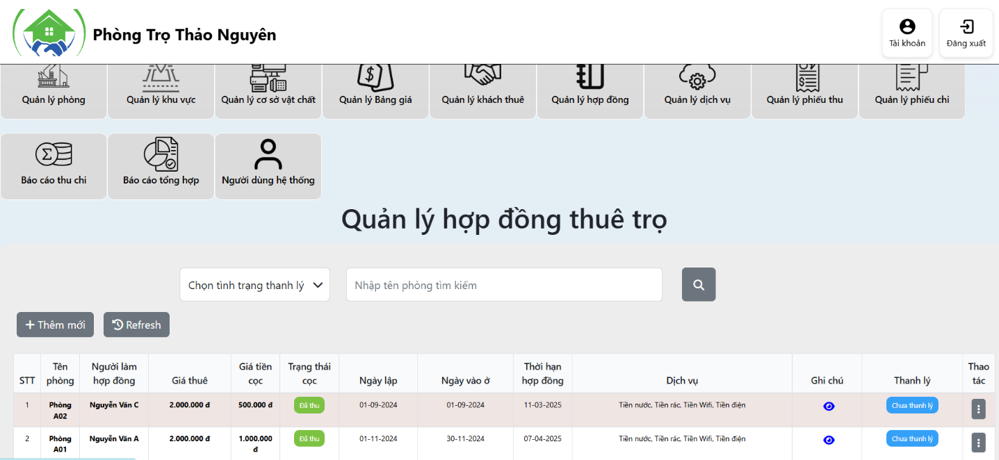 Phòng Trọ Thảo Nguyên
Tài khoản
Đăng xuất
Quản lý phòng
Quản lý khu vực
Quản lý cơ sở vật chất
Quản lý Bảng giá
Quản lý khách thuê
Quản lý hợp đồng
Quản lý dịch vụ
Quản lý phiếu thu
Quản lý phiếu chi
Báo cáo thu chi
Báo cáo tổng hợp
Người dùng hệ thống
Quản lý hợp đồng thuê trọ
Chọn tình trạng thanh lý
Nhập tên phòng tìm kiếm
Thêm mới
Refresh
STT
Tên
phòng
Người làm
hợp đồng
Giá thuê
Giá tiền
cọc
Trạng thái
cọc
Ngày lập
Ngày vào ở
Thời hạn
hợp đồng
Dịch vụ
Ghi chú
Thanh lý
Thao
tác
1
Phòng
A02
Nguyễn Văn C
2.000.000 đ
500.000 đ
Đã thu
01-09-2024
01-09-2024
11-03-2025
Tiền nước, Tiền rác, Tiền Wifi, Tiền điện
Chưa thanh lý
2
Phòng
A01
Nguyễn Văn A
2.000.000 đ
1.000.000
đ
Đã thu
01-11-2024
30-11-2024
07-04-2025
Tiền nước, Tiền rác, Tiền Wifi, Tiền điện
Chưa thanh lý